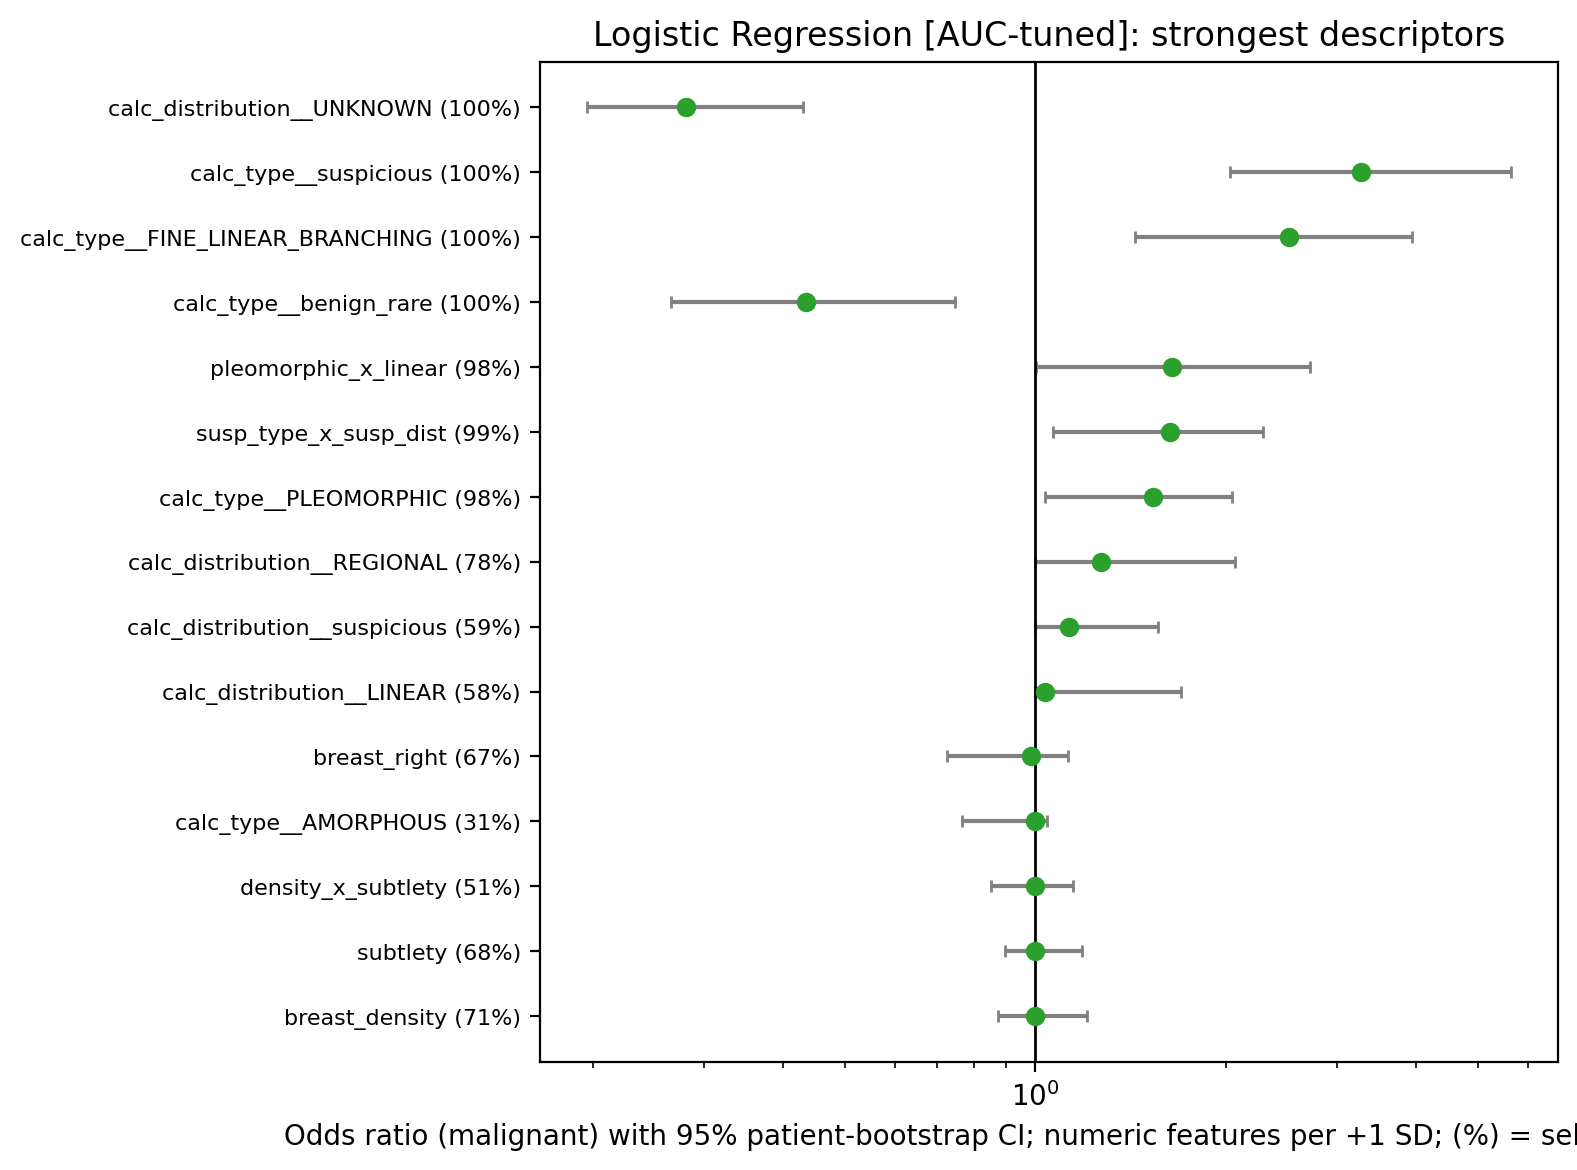 Logistic Regression [AUC-tuned]: strongest descriptors
calc_distribution__UNKNOWN (100%)
calc_type__suspicious (100%)
calc_type__FINE_LINEAR_BRANCHING (100%)
calc_type__benign_rare (100%)
pleomorphic_x_linear (98%)
susp_type_x_susp_dist (99%)
calc_type__PLEOMORPHIC (98%)
calc_distribution__REGIONAL (78%)
calc_distribution__suspicious (59%)
calc_distribution__LINEAR (58%)
breast_right (67%)
calc_type__AMORPHOUS (31%)
density_x_subtlety (51%)
subtlety (68%)
breast_density (71%)
10⁰
Odds ratio (malignant) with 95% patient-bootstrap CI; numeric features per +1 SD; (%) = sel